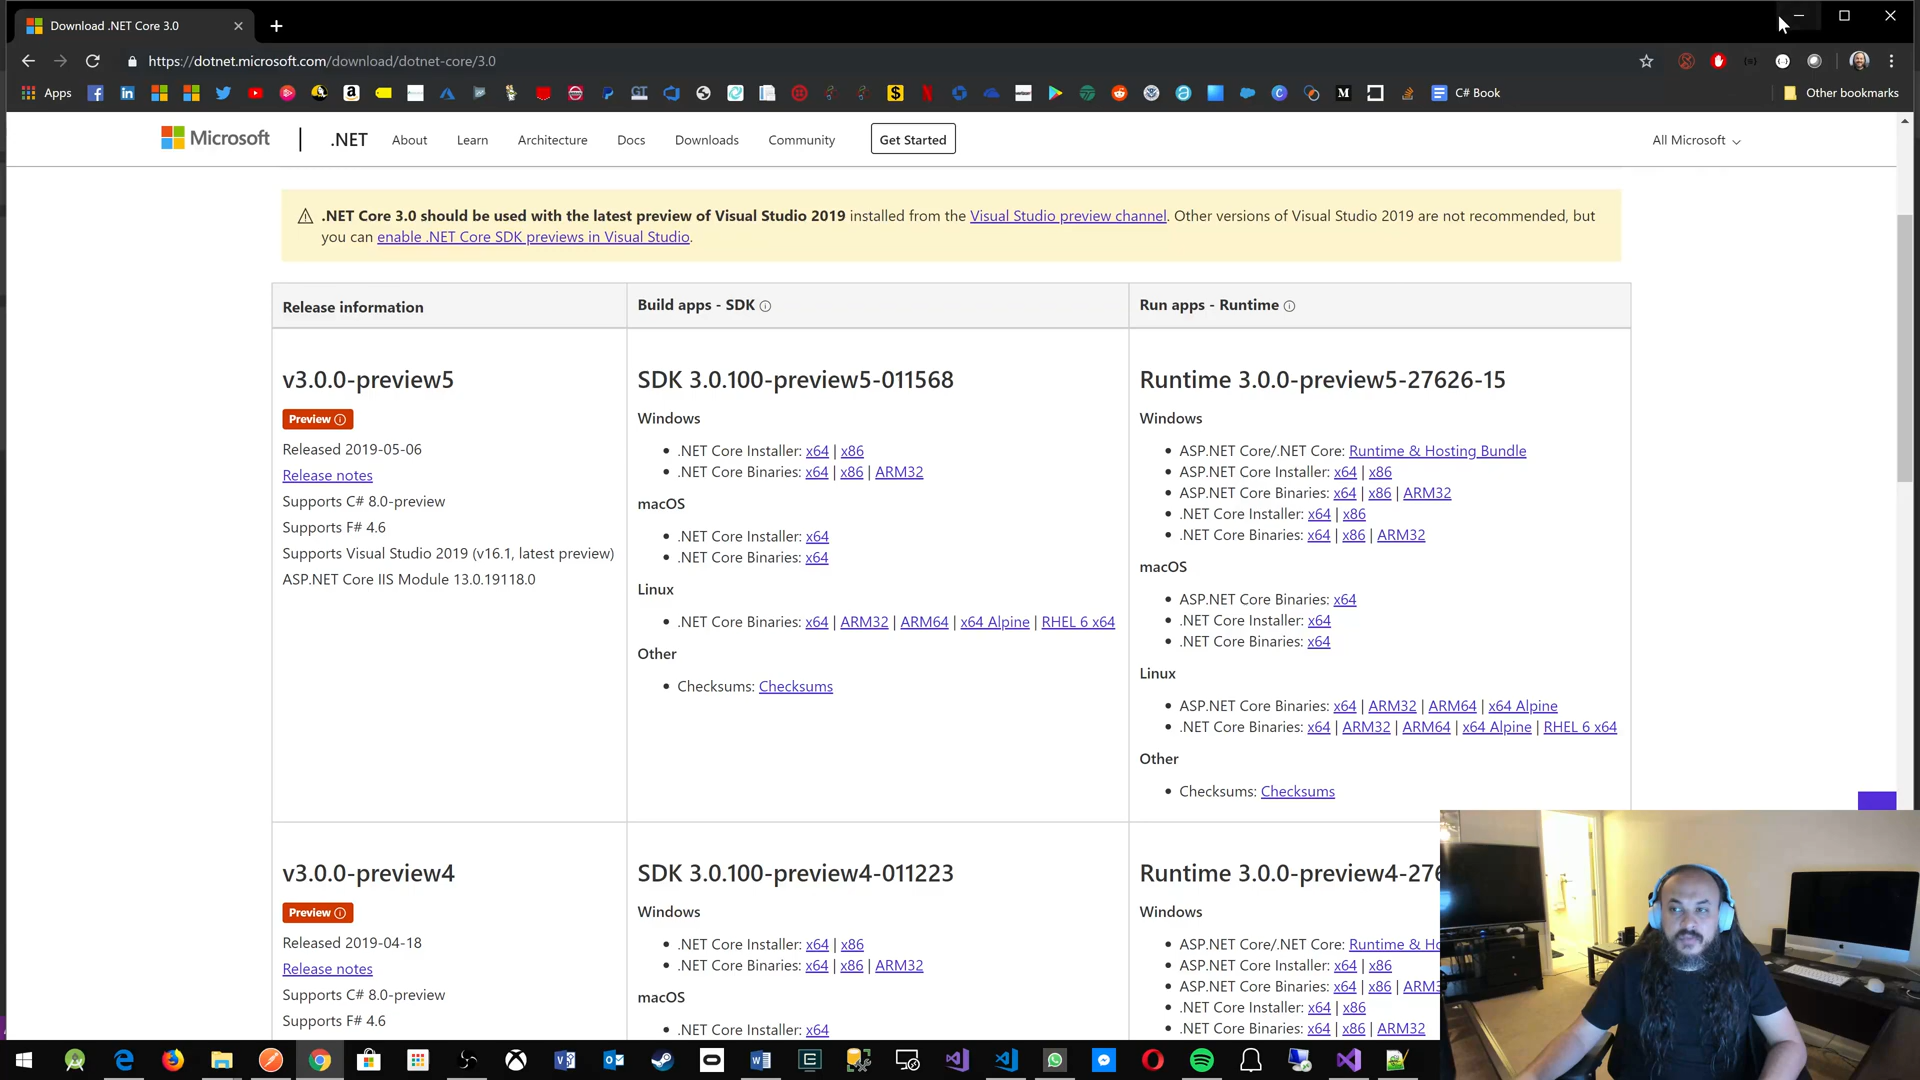 Download .NET Core 3.0
https://dotnet.microsoft.com/download/dotnet-core/3.0
Apps
C# Book
Other bookmarks
Microsoft
.NET
About
Learn
Architecture
Docs
Downloads
Community
Get Started
All Microsoft
.NET Core 3.0 should be used with the latest preview of Visual Studio 2019 installed from the Visual Studio preview channel. Other versions of Visual Studio 2019 are not recommended, but
you can enable .NET Core SDK previews in Visual Studio.
Release information
Build apps - SDK
Run apps - Runtime
v3.0.0-preview5
Preview
Released 2019-05-06
Release notes
Supports C# 8.0-preview
Supports F# 4.6
Supports Visual Studio 2019 (v16.1, latest preview)
ASP.NET Core IIS Module 13.0.19118.0
SDK 3.0.100-preview5-011568
Windows
.NET Core Installer: x64 | x86
.NET Core Binaries: x64 | x86 | ARM32
macOS
.NET Core Installer: x64
.NET Core Binaries: x64
Linux
.NET Core Binaries: x64 | ARM32 | ARM64 | x64 Alpine | RHEL 6 x64
Other
Checksums: Checksums
Runtime 3.0.0-preview5-27626-15
Windows
ASP.NET Core/.NET Core: Runtime & Hosting Bundle
ASP.NET Core Installer: x64 | x86
ASP.NET Core Binaries: x64 | x86 | ARM32
.NET Core Installer: x64 | x86
.NET Core Binaries: x64 | x86 | ARM32
macOS
ASP.NET Core Binaries: x64
.NET Core Installer: x64
.NET Core Binaries: x64
Linux
ASP.NET Core Binaries: x64 | ARM32 | ARM64 | x64 Alpine
.NET Core Binaries: x64 | ARM32 | ARM64 | x64 Alpine | RHEL 6 x64
Other
Checksums: Checksums
v3.0.0-preview4
Preview
Released 2019-04-18
Release notes
Supports C# 8.0-preview
Supports F# 4.6
SDK 3.0.100-preview4-011223
Windows
.NET Core Installer: x64 | x86
.NET Core Binaries: x64 | x86 | ARM32
macOS
.NET Core Installer: x64
Runtime 3.0.0-preview4-276
Windows
ASP.NET Core/.NET Core: Runtime & Ho
ASP.NET Core Installer: x64 | x86
ASP.NET Core Binaries: x64 | x86 | ARM3
.NET Core Installer: x64 | x86
.NET Core Binaries: x64 | x86 | ARM32